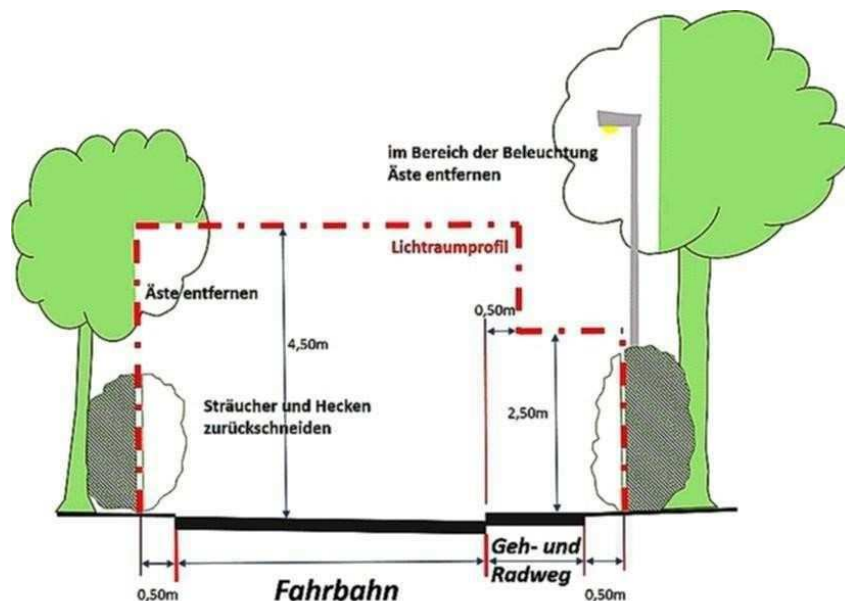 im Bereich der Beleuchtung
Äste entfernen
Lichtraumprofil
Äste entfernen
0,50m
4,50m
2,50m
Sträucher und Hecken
zurückschneiden
Geh- und
Radweg
Fahrbahn
0,50m
0,50m